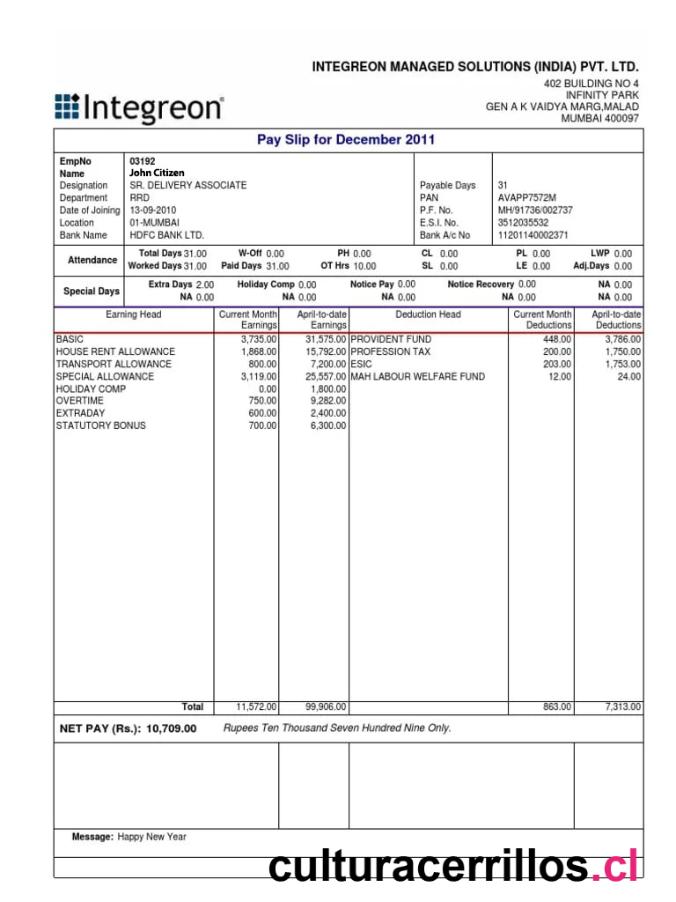 INTEGREON MANAGED SOLUTIONS (INDIA) PVT. LTD.
402 BUILDING NO 4
INFINITY PARK
GEN A K VAIDYA MARG,MALAD
MUMBAI 400097
Integreon
Pay Slip for December 2011
EmpNo 03192
Name John Citizen
Designation SR. DELIVERY ASSOCIATE Payable Days 31
Department RRD PAN AVAPP7572M
Date of Joining 13-09-2010 P.F. No. MH/91736/002737
Location 01-MUMBAI E.S.I. No. 3512035532
Bank Name HDFC BANK LTD. Bank A/c No 11201140002371
Attendance Total Days 31.00 W-Off 0.00 PH 0.00 CL 0.00 PL 0.00 LWP 0.00
Worked Days 31.00 Paid Days 31.00 OT Hrs 10.00 SL 0.00 LE 0.00 Adj.Days 0.00
Special Days Extra Days 2.00 Holiday Comp 0.00 Notice Pay 0.00 Notice Recovery 0.00 NA 0.00
NA 0.00 NA 0.00 NA 0.00 NA 0.00 NA 0.00
Earning Head Current Month April-to-date Deduction Head Current Month April-to-date
Earnings Earnings Deductions Deductions
BASIC 3,735.00 31,575.00 PROVIDENT FUND 448.00 3,786.00
HOUSE RENT ALLOWANCE 1,868.00 15,792.00 PROFESSION TAX 200.00 1,750.00
TRANSPORT ALLOWANCE 800.00 7,200.00 ESIC 203.00 1,753.00
SPECIAL ALLOWANCE 3,119.00 25,557.00 MAH LABOUR WELFARE FUND 12.00 24.00
HOLIDAY COMP 0.00 1,800.00
OVERTIME 750.00 9,282.00
EXTRADAY 600.00 2,400.00
STATUTORY BONUS 700.00 6,300.00
Total 11,572.00 99,906.00 863.00 7,313.00
NET PAY (Rs.): 10,709.00 Rupees Ten Thousand Seven Hundred Nine Only.
Message: Happy New Year
culturacerrillos.cl